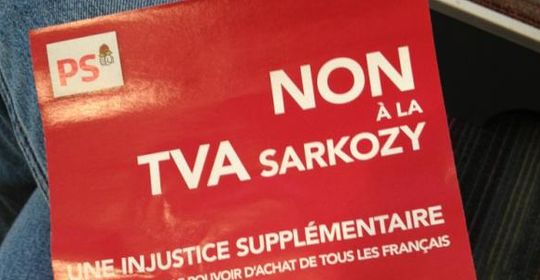 PS
NON
À LA
TVA SARKOZY
UNE INJUSTICE SUPPLÉMENTAIRE
POUVOIR D'ACHAT DE TOUS LES FRANÇAIS